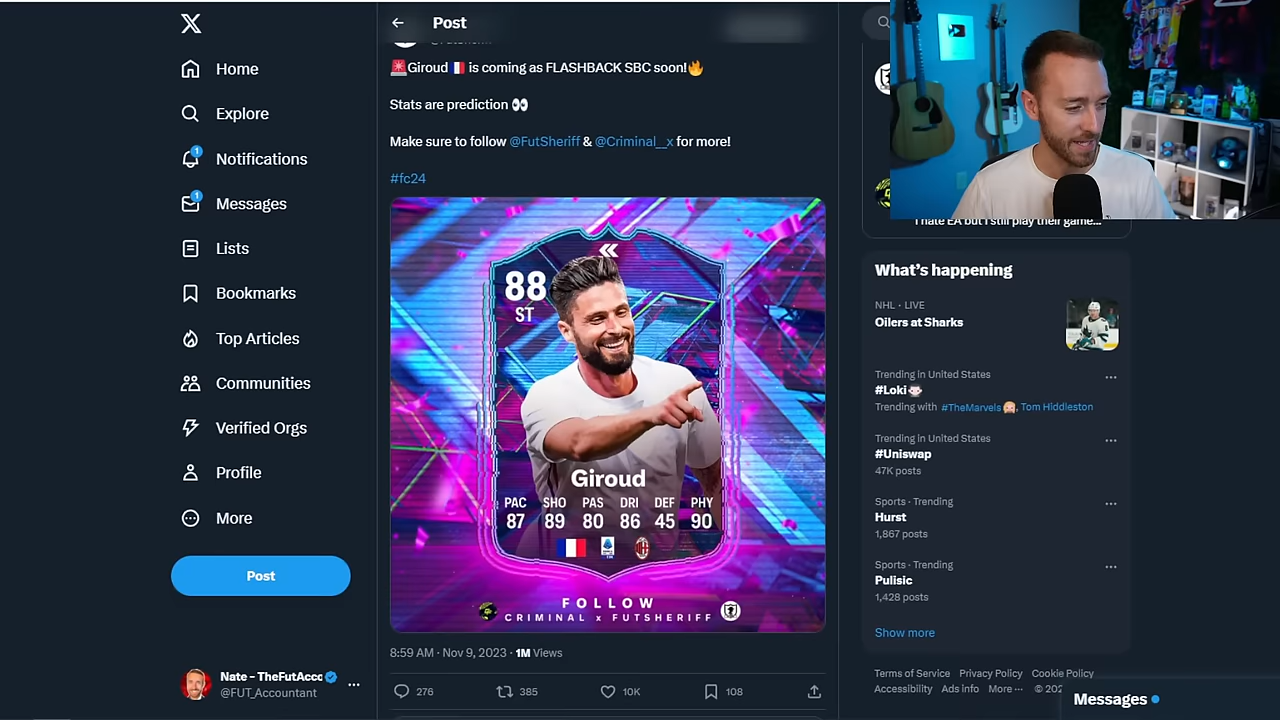 Home
Explore
1
Notifications
1
Messages
Lists
Bookmarks
Top Articles
Communities
Verified Orgs
Profile
More
Post
Nate - TheFutAcc
@FUT_Accountant
Post
🚨Giroud 🇫🇷 is coming as FLASHBACK SBC soon!🔥
Stats are prediction 👀
Make sure to follow @FutSheriff & @Criminal__x for more!
#fc24
88
ST
Giroud
PAC SHO PAS DRI DEF PHY
87 89 80 86 45 90
FOLLOW
CRIMINAL x FUTSHERIFF
8:59 AM · Nov 9, 2023 · 1M Views
276 385 10K 108
I hate EA but I still play their game...
What's happening
NHL · LIVE
Oilers at Sharks
Trending in United States
#Loki
Trending with #TheMarvels, Tom Hiddleston
Trending in United States
#Uniswap
47K posts
Sports · Trending
Hurst
1,867 posts
Sports · Trending
Pulisic
1,428 posts
Show more
Terms of Service Privacy Policy Cookie Policy
Accessibility Ads info More ··· © 202
Messages